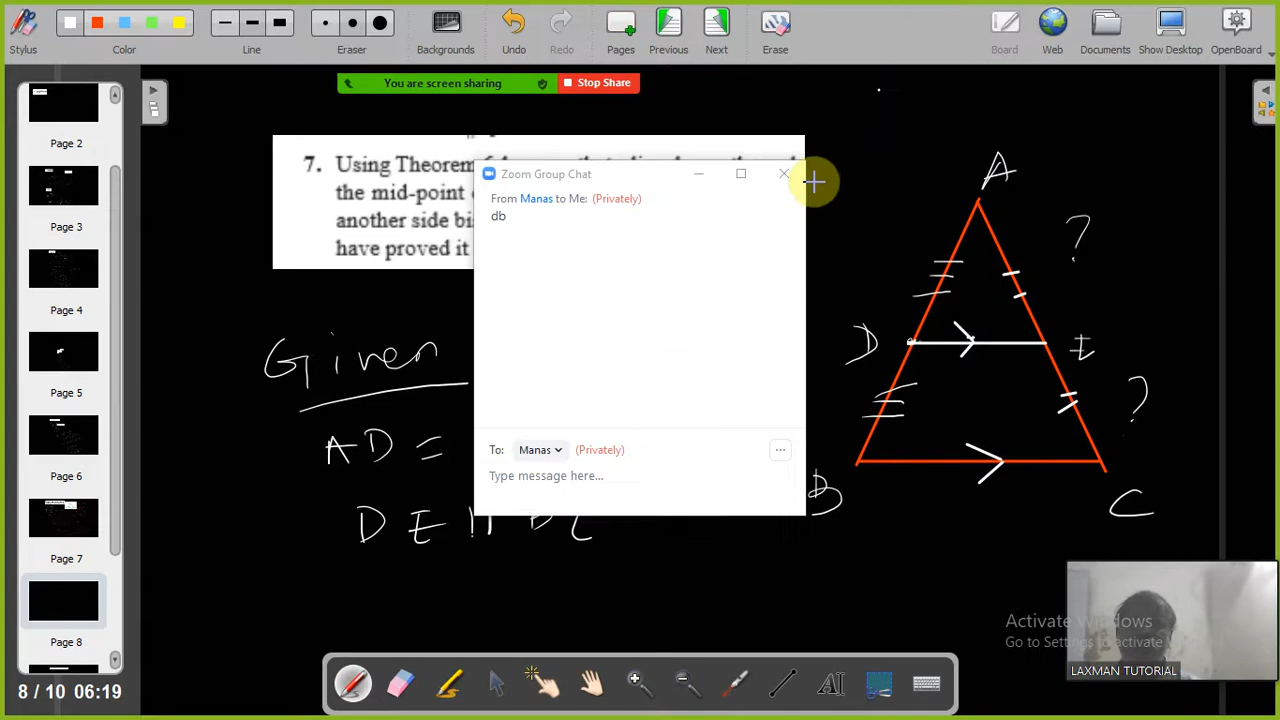 Stylus
Color
Line
Eraser
Backgrounds
Undo
Redo
Pages
Previous
Next
Erase
Board
Web
Documents
Show Desktop
OpenBoard
You are screen sharing
Stop Share
Page 2
Page 3
Page 4
Page 5
Page 6
Page 7
Page 8
8 / 10 06:19
7. Using Theorem
the mid-point
another side bi
have proved it
Zoom Group Chat
From Manas to Me: (Privately)
db
To: Manas (Privately)
Type message here...
Given
AD =
DE || BC
A
?
D
E
?
B
C
Activate Windows
Go to Settings to activate Wi
LAXMAN TUTORIAL
AI